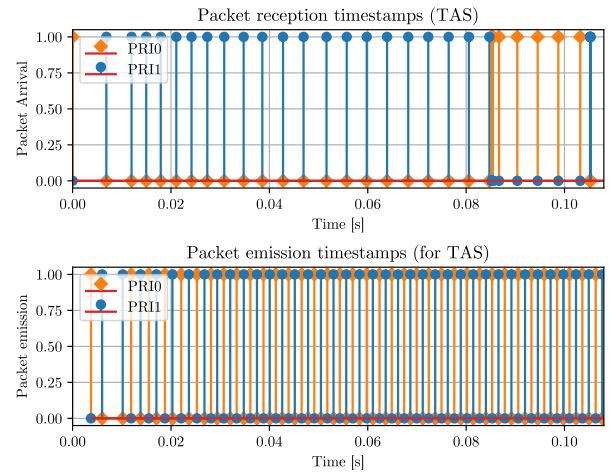 Packet reception timestamps (TAS)
Packet Arrival
1.00
0.75
0.50
0.25
0.00
PRI0
PRI1
0.00 0.02 0.04 0.06 0.08 0.10
Time [s]
Packet emission timestamps (for TAS)
Packet emission
1.00
0.75
0.50
0.25
0.00
PRI0
PRI1
0.00 0.02 0.04 0.06 0.08 0.10
Time [s]